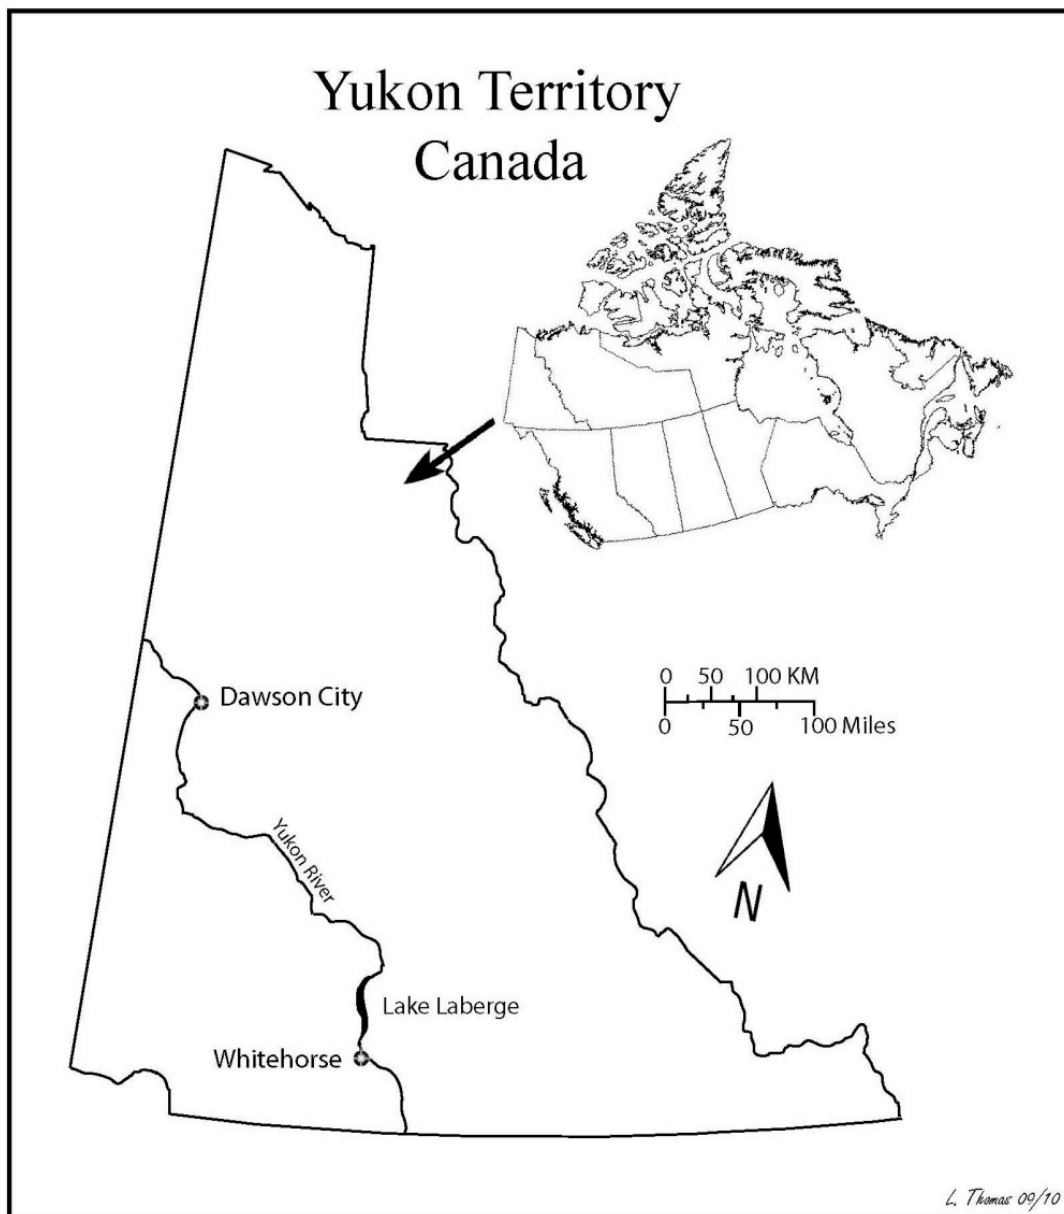 Yukon Territory
Canada
Dawson City
0 50 100 KM
0 50 100 Miles
Yukon River
N
Lake Laberge
Whitehorse
L. Thomas 09/10